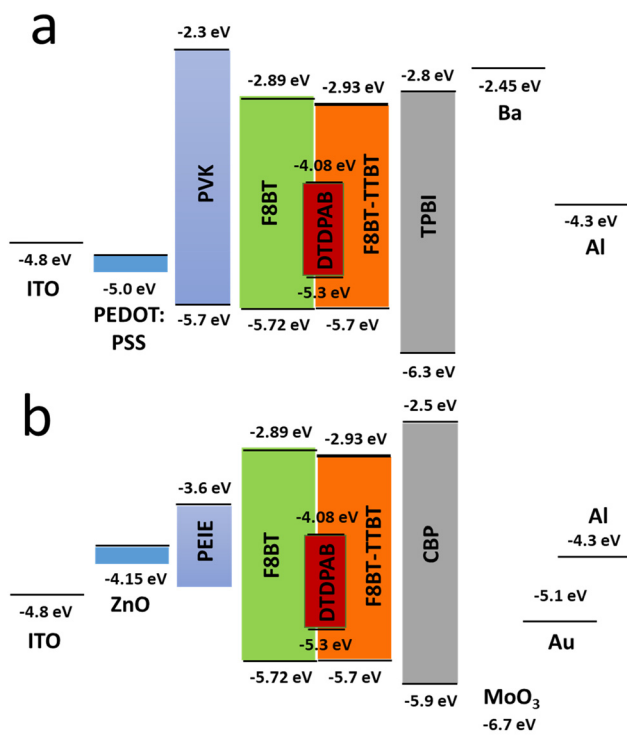 a
-2.3 eV
-2.89 eV
-2.93 eV
-2.8 eV
-2.45 eV
Ba
-4.08 eV
PVK
F8BT
DTDPAB
F8BT-TTBT
TPBI
-4.8 eV
ITO
-5.0 eV
PEDOT:
PSS
-4.3 eV
Al
-5.3 eV
-5.7 eV
-5.72 eV
-5.7 eV
-6.3 eV
b
-2.5 eV
-2.89 eV
-2.93 eV
-3.6 eV
-4.08 eV
PEIE
F8BT
DTDPAB
F8BT-TTBT
CBP
Al
-4.3 eV
-4.15 eV
ZnO
-4.8 eV
ITO
-5.1 eV
Au
-5.3 eV
-5.72 eV
-5.7 eV
-5.9 eV
MoO₃
-6.7 eV